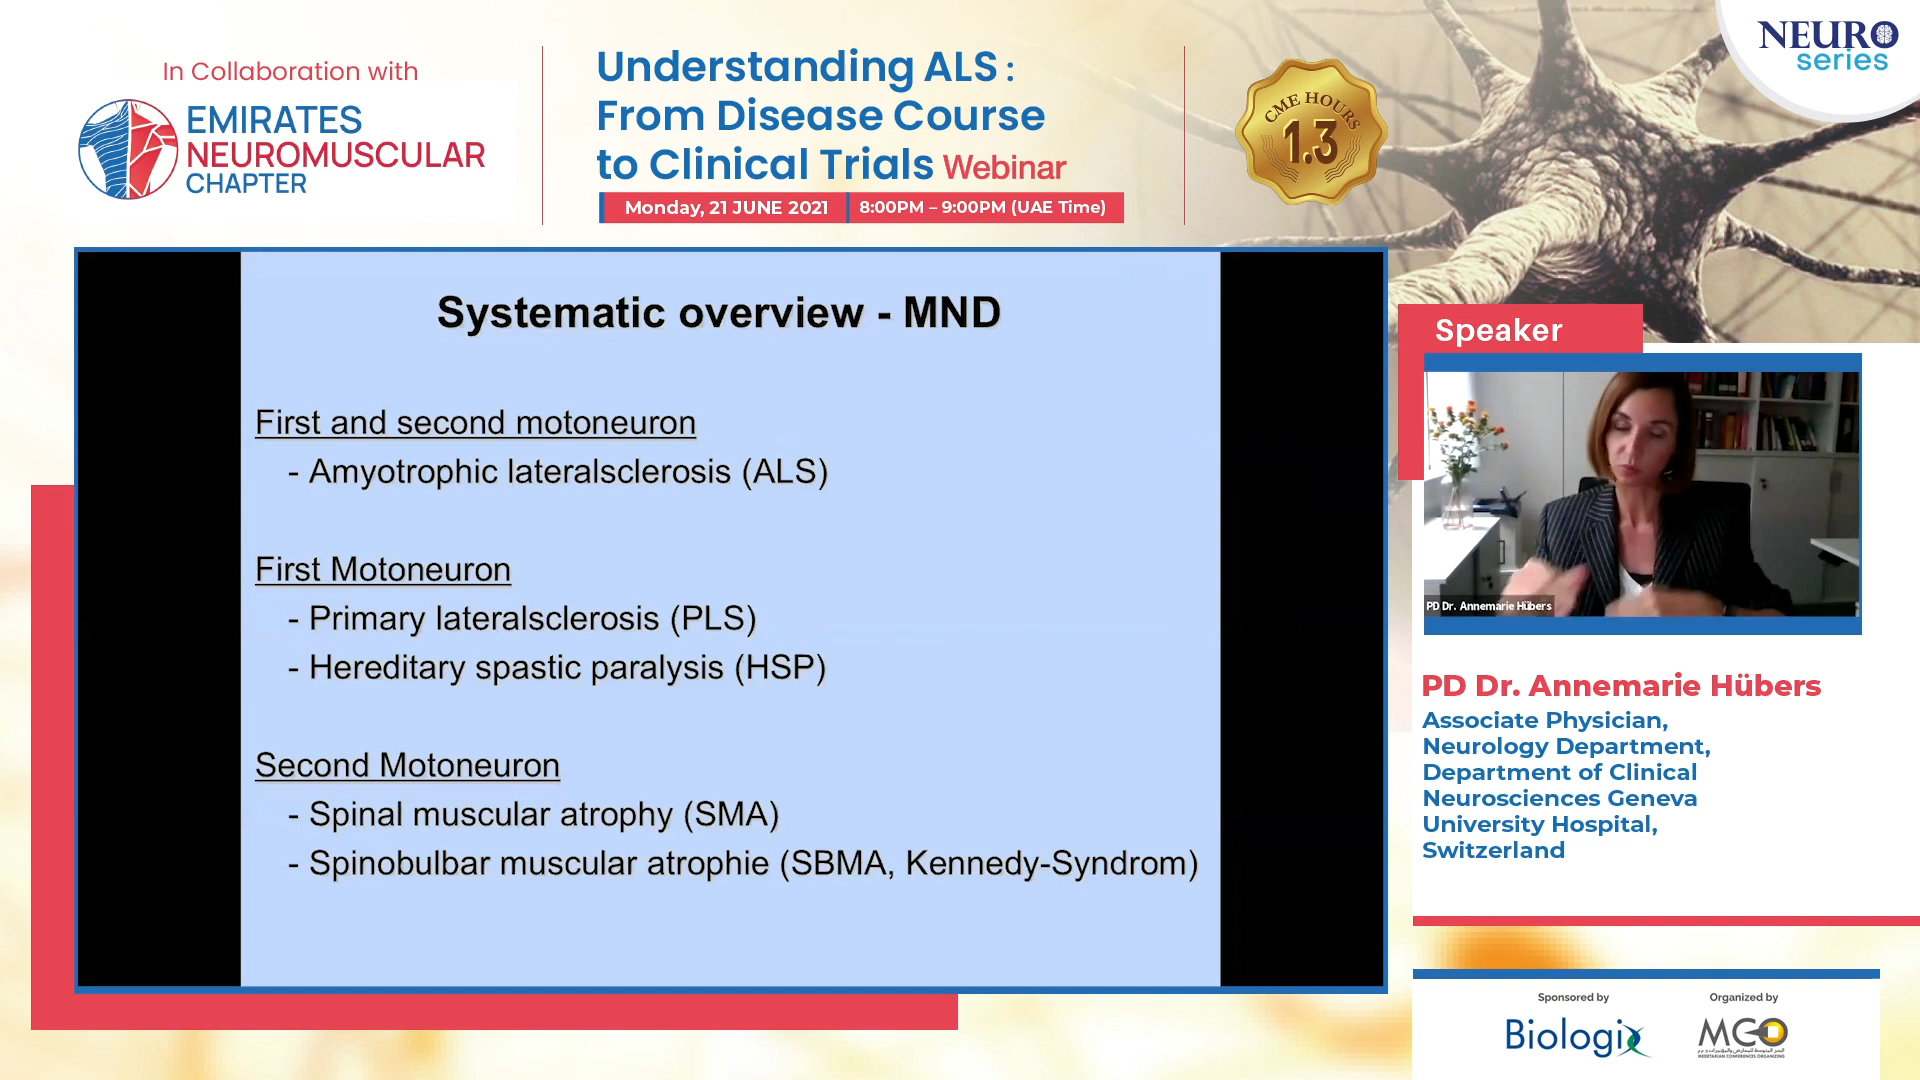 In Collaboration with
EMIRATES
NEUROMUSCULAR
CHAPTER
Understanding ALS :
From Disease Course
to Clinical Trials Webinar
Monday, 21 JUNE 2021
8:00PM – 9:00PM (UAE Time)
CME HOURS
1.3
NEURO
series
Systematic overview - MND
First and second motoneuron
- Amyotrophic lateralsclerosis (ALS)
First Motoneuron
- Primary lateralsclerosis (PLS)
- Hereditary spastic paralysis (HSP)
Second Motoneuron
- Spinal muscular atrophy (SMA)
- Spinobulbar muscular atrophie (SBMA, Kennedy-Syndrom)
Speaker
PD Dr. Annemarie Hübers
PD Dr. Annemarie Hübers
Associate Physician,
Neurology Department,
Department of Clinical
Neurosciences Geneva
University Hospital,
Switzerland
Sponsored by
Biologix
Organized by
MCO